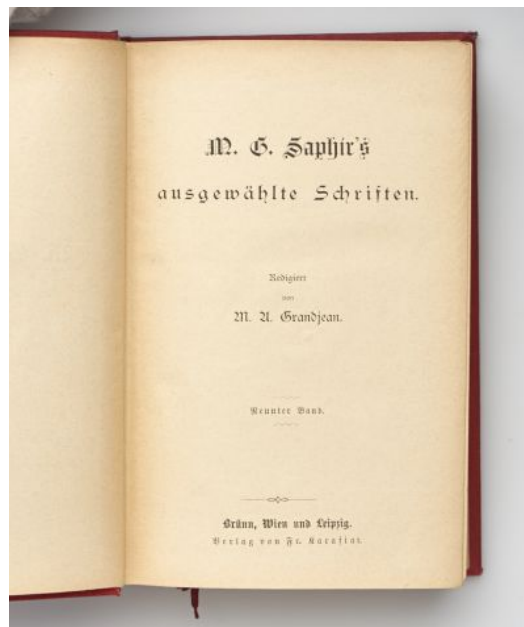 M. G. Saphir's
ausgewählte Schriften.
Redigiert
von
M. A. Grandjean.
Neunter Band.
Brünn, Wien und Leipzig.
Verlag von Fr. Karafiat.